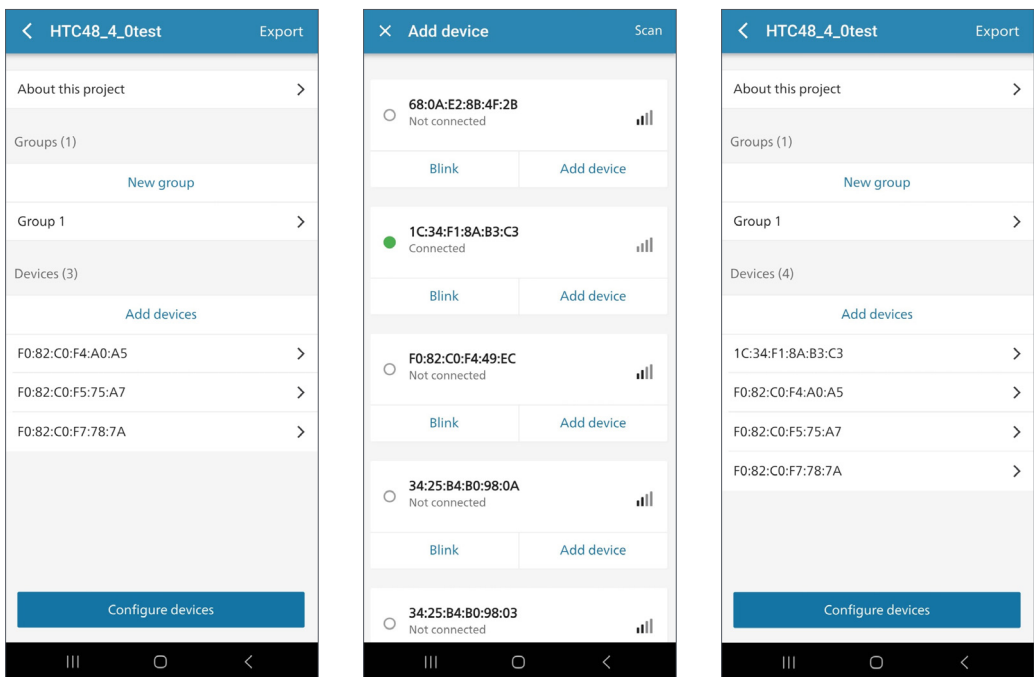 HTC48_4_0test
Export
About this project
Groups (1)
New group
Group 1
Devices (3)
Add devices
F0:82:C0:F4:A0:A5
F0:82:C0:F5:75:A7
F0:82:C0:F7:78:7A
Configure devices
Add device
Scan
68:0A:E2:8B:4F:2B
Not connected
Blink
Add device
1C:34:F1:8A:B3:C3
Connected
Blink
Add device
F0:82:C0:F4:49:EC
Not connected
Blink
Add device
34:25:B4:B0:98:0A
Not connected
Blink
Add device
34:25:B4:B0:98:03
Not connected
HTC48_4_0test
Export
About this project
Groups (1)
New group
Group 1
Devices (4)
Add devices
1C:34:F1:8A:B3:C3
F0:82:C0:F4:A0:A5
F0:82:C0:F5:75:A7
F0:82:C0:F7:78:7A
Configure devices